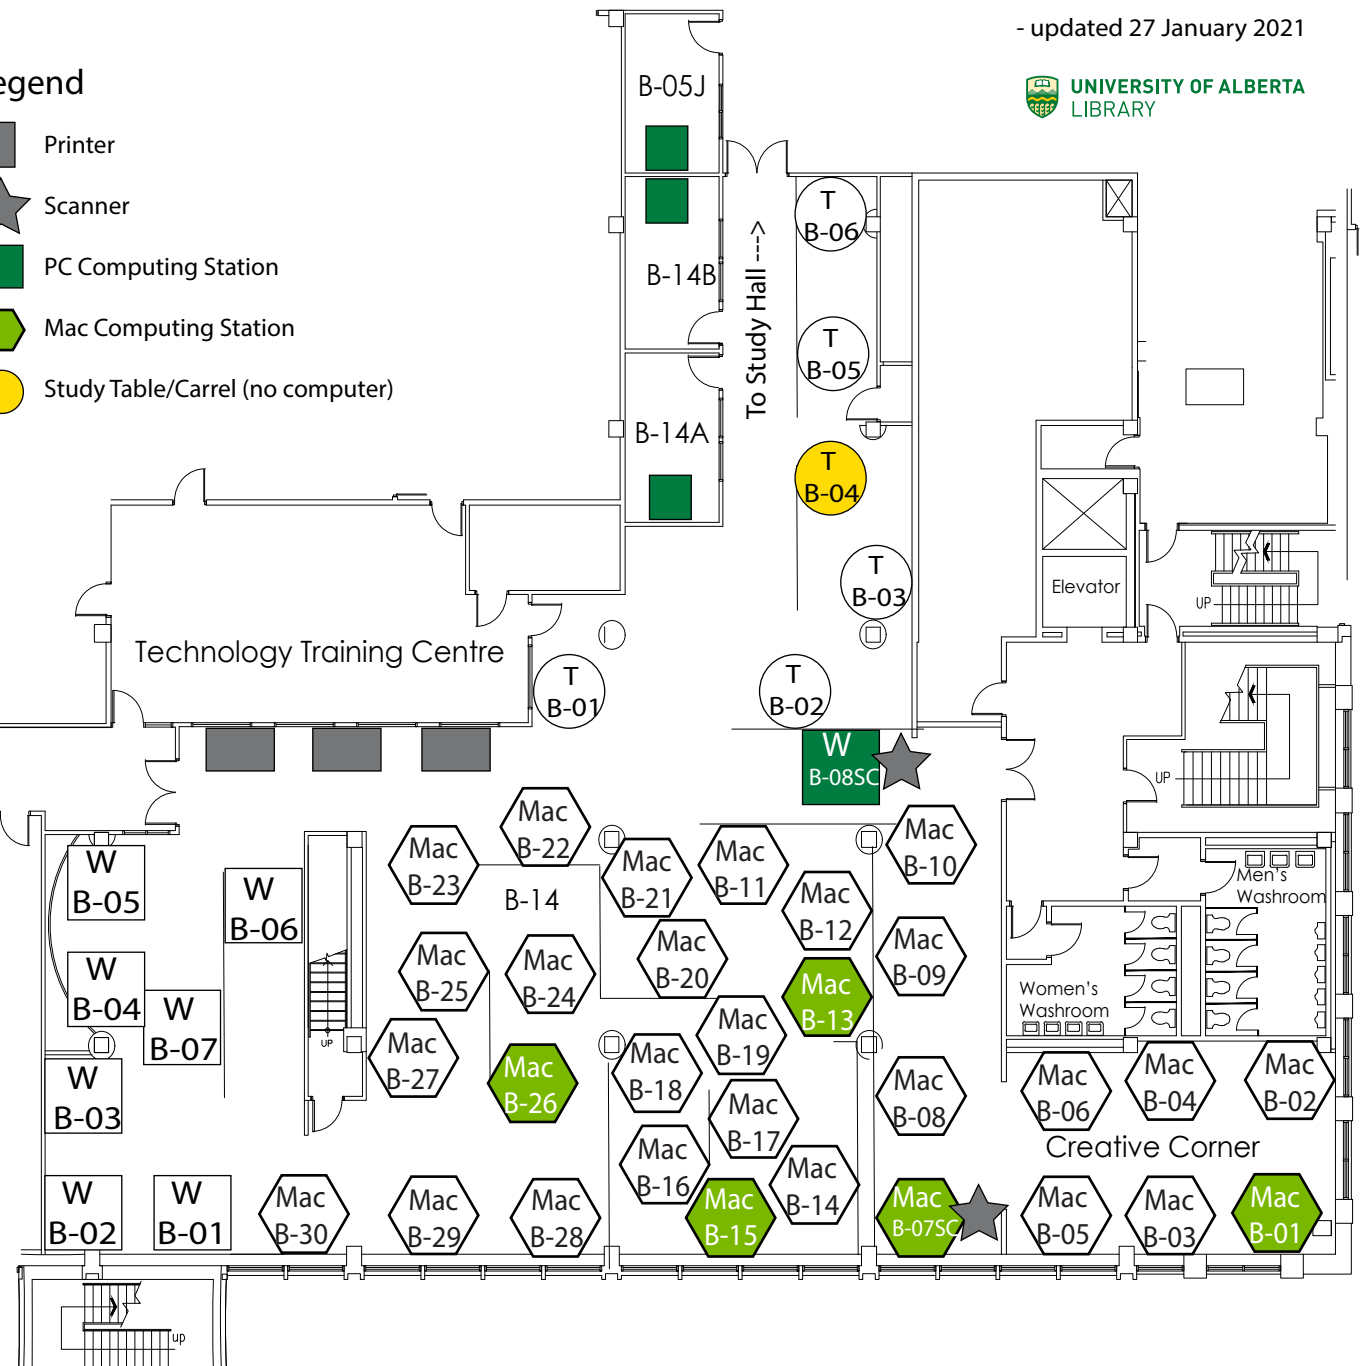 - updated 27 January 2021
UNIVERSITY OF ALBERTA
LIBRARY
egend
Printer
Scanner
PC Computing Station
Mac Computing Station
Study Table/Carrel (no computer)
B-05J
B-14B
B-14A
To Study Hall --->
T
B-06
T
B-05
T
B-04
T
B-03
T
B-02
T
B-01
Technology Training Centre
Elevator
UP
UP
W
B-08SC
Mac
B-22
Mac
B-23
Mac
B-21
Mac
B-11
Mac
B-10
B-14
Mac
B-12
W
B-05
W
B-06
Men's
Washroom
Mac
B-25
Mac
B-24
Mac
B-20
Mac
B-13
Mac
B-09
W
B-04
W
B-07
UP
Women's
Washroom
Mac
B-19
Mac
B-27
Mac
B-26
Mac
B-18
Mac
B-08
Mac
B-06
Mac
B-04
Mac
B-02
W
B-03
Mac
B-17
Creative Corner
Mac
B-16
Mac
B-14
W
B-02
W
B-01
Mac
B-30
Mac
B-29
Mac
B-28
Mac
B-15
Mac
B-07SC
Mac
B-05
Mac
B-03
Mac
B-01
up